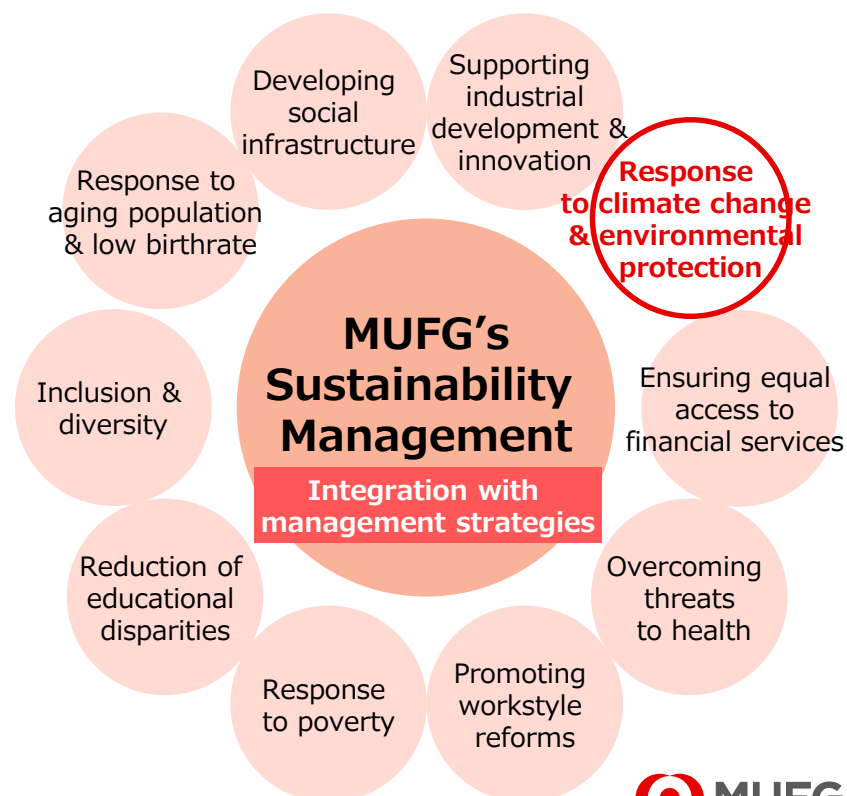 Developing
social
infrastructure
Supporting
industrial
development &
innovation
Response
to climate change
& environmental
protection
Response to
aging population
& low birthrate
MUFG’s
Sustainability
Management
Integration with
management strategies
Inclusion &
diversity
Ensuring equal
access to
financial services
Reduction of
educational
disparities
Overcoming
threats
to health
Response
to poverty
Promoting
workstyle
reforms
MUFG